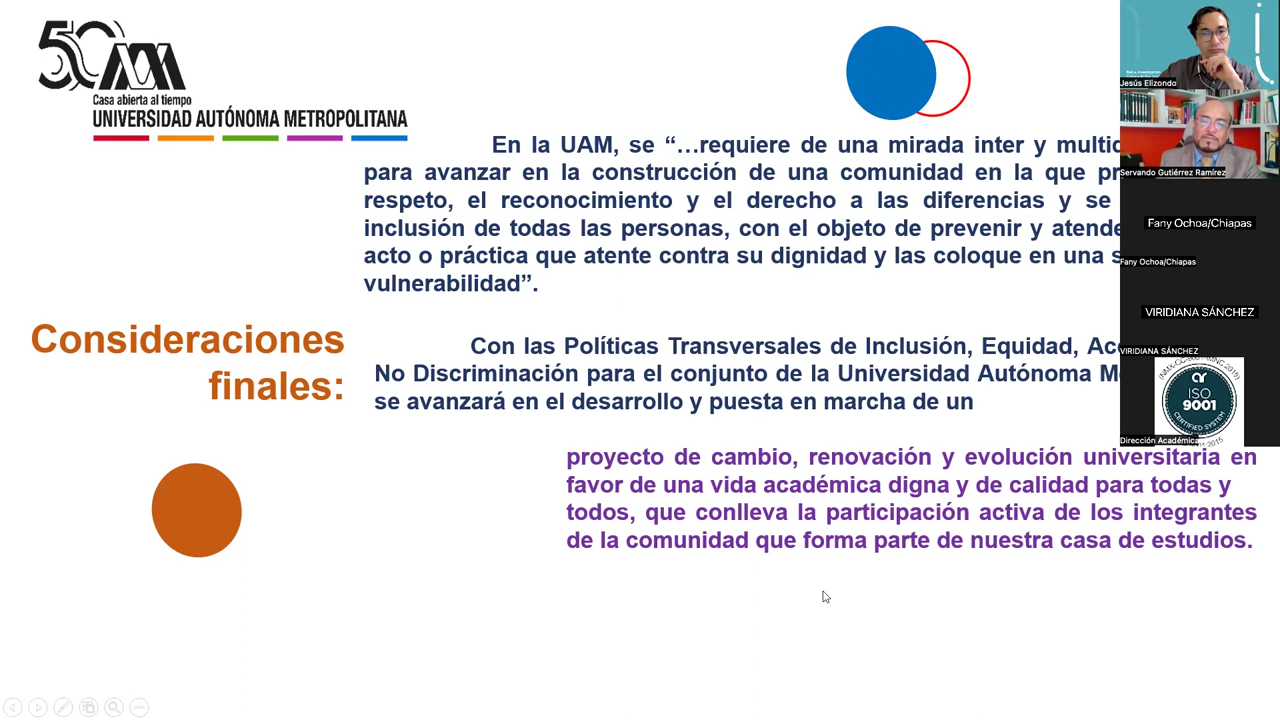 50 UAM
Casa abierta al tiempo
UNIVERSIDAD AUTÓNOMA METROPOLITANA
En la UAM, se “…requiere de una mirada inter y
para avanzar en la construcción de una comunidad en la que
respeto, el reconocimiento y el derecho a las diferencias y se
inclusión de todas las personas, con el objeto de prevenir y
acto o práctica que atente contra su dignidad y las coloque en una
vulnerabilidad”.
Consideraciones
finales:
Con las Políticas Transversales de Inclusión, Equidad,
No Discriminación para el conjunto de la Universidad Autónoma
se avanzará en el desarrollo y puesta en marcha de un
proyecto de cambio, renovación y evolución universitaria en
favor de una vida académica digna y de calidad para todas y
todos, que conlleva la participación activa de los integrantes
de la comunidad que forma parte de nuestra casa de estudios.
Jesús Elizondo
Servando Gutiérrez Ramírez
Fany Ochoa/Chiapas
Fany Ochoa/Chiapas
VIRIDIANA SÁNCHEZ
VIRIDIANA SÁNCHEZ
ISO
9001
CERTIFIED SYSTEM
Dirección Académica